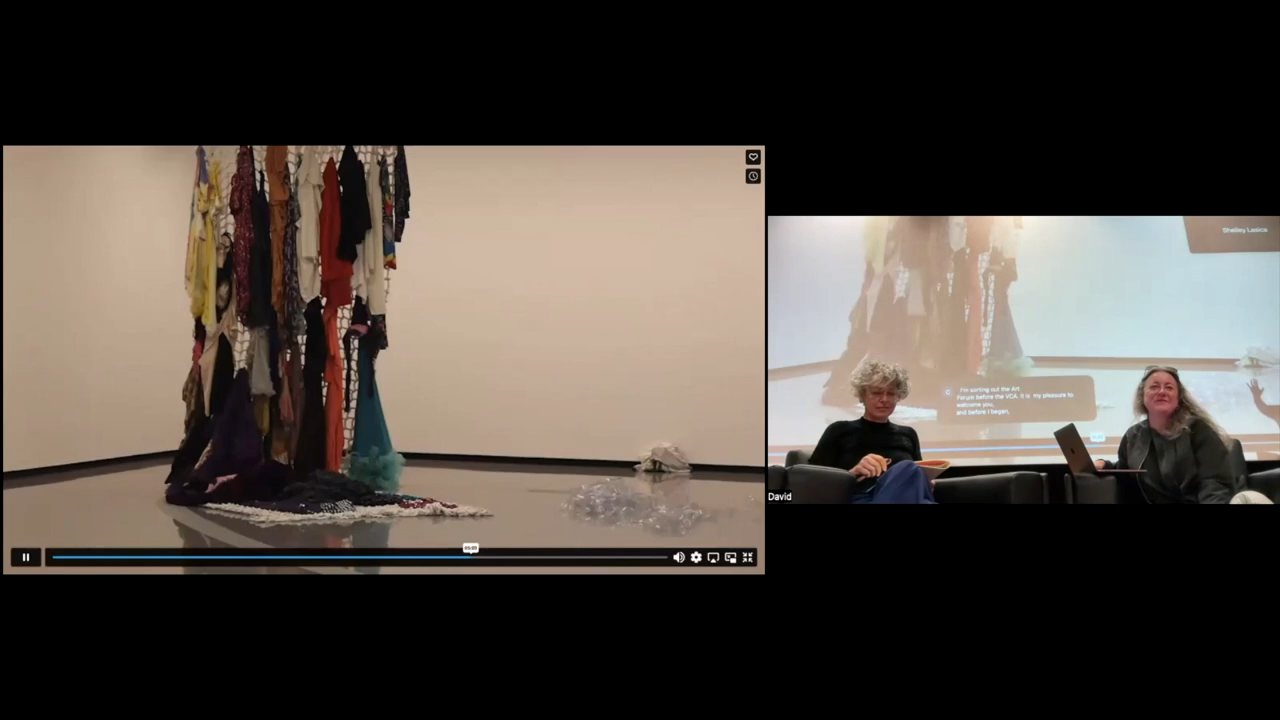 Shelley Lasica
I'm sorting out the Art
Forum before the VCA. It is my pleasure to
welcome you,
and before I began,
David